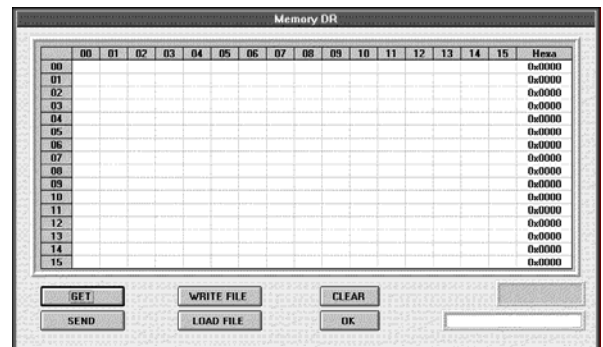 Memory DR
00 01 02 03 04 05 06 07 08 09 10 11 12 13 14 15 Hexa
00 0x0000
01 0x0000
02 0x0000
03 0x0000
04 0x0000
05 0x0000
06 0x0000
07 0x0000
08 0x0000
09 0x0000
10 0x0000
11 0x0000
12 0x0000
13 0x0000
14 0x0000
15 0x0000
GET WRITE FILE CLEAR
SEND LOAD FILE OK